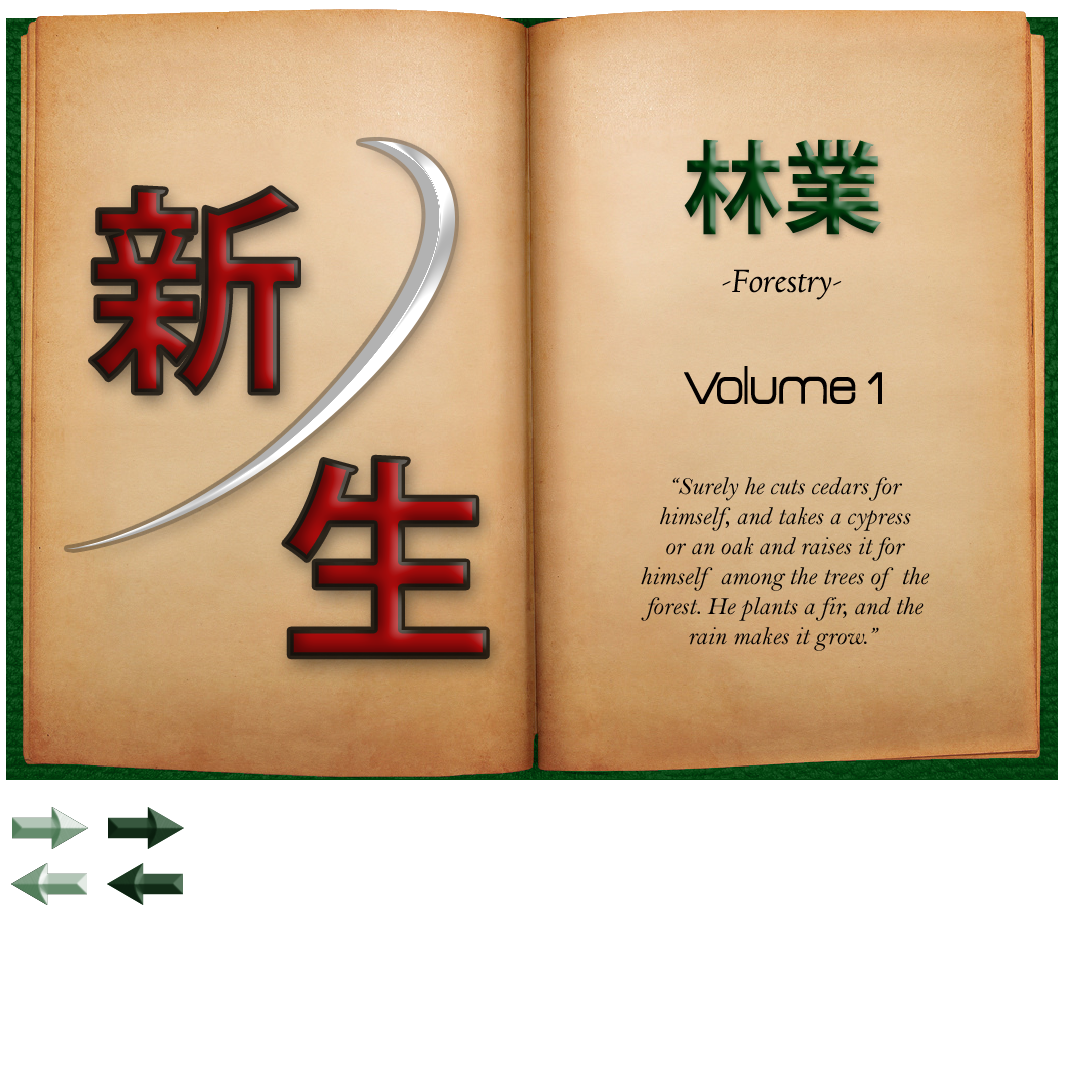 新
生
林業
-Forestry-
Volume 1
“Surely he cuts cedars for
himself, and takes a cypress
or an oak and raises it for
himself among the trees of the
forest. He plants a fir, and the
rain makes it grow.”